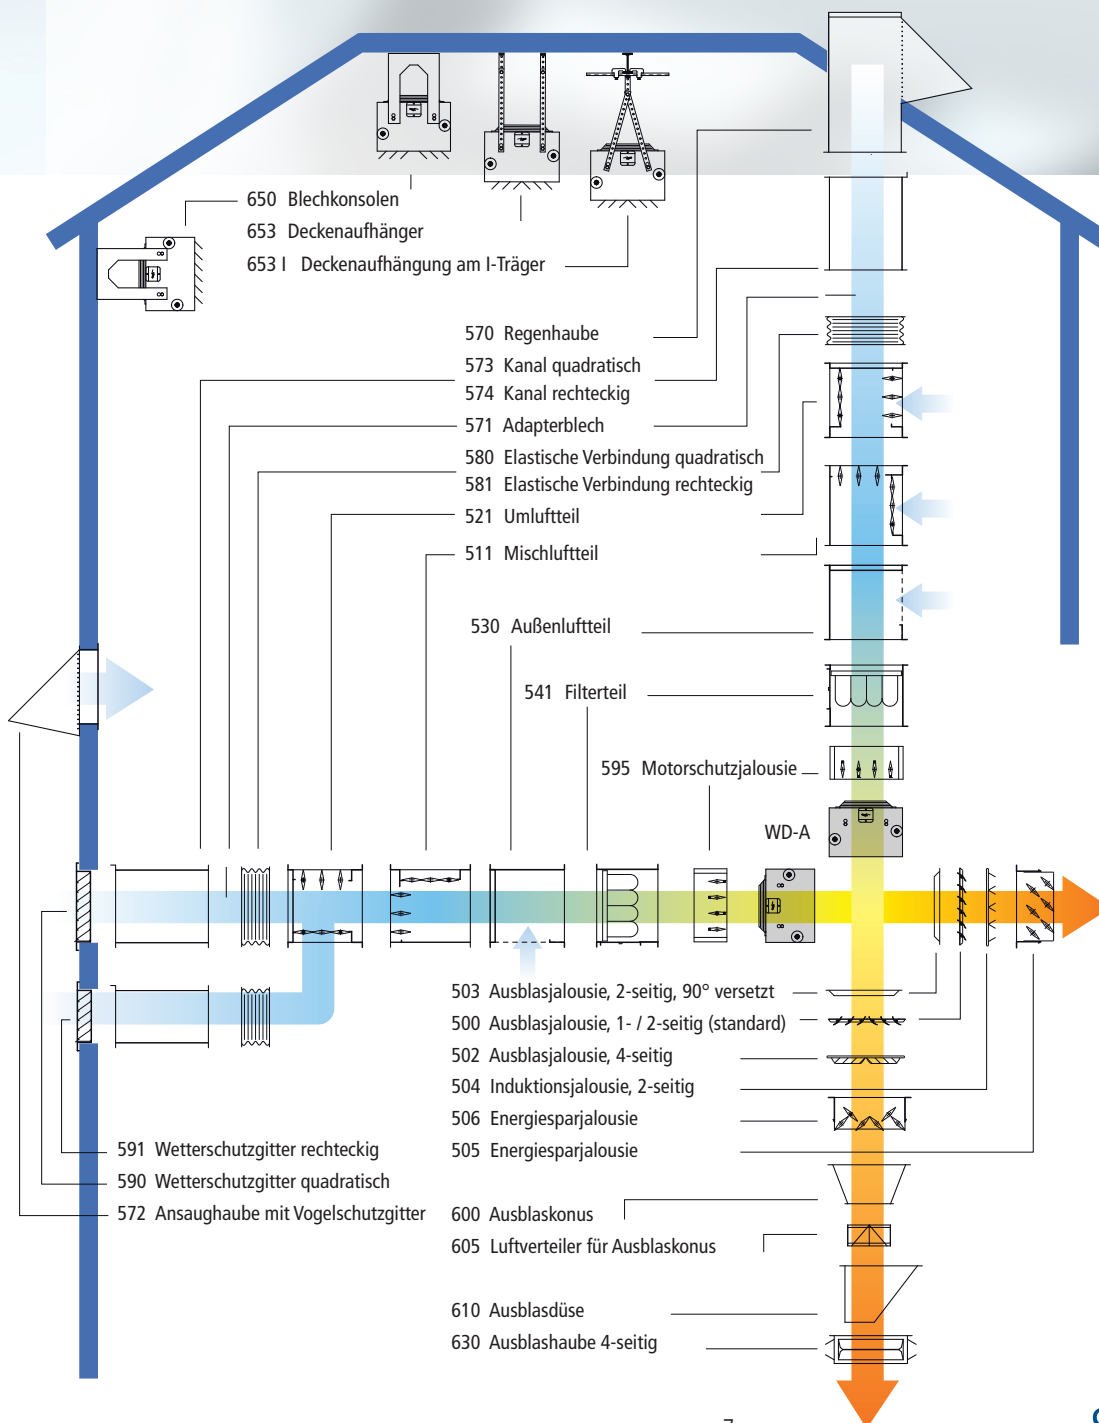 650 Blechkonsolen
653 Deckenaufhänger
653 I Deckenaufhängung am I-Träger
570 Regenhaube
573 Kanal quadratisch
574 Kanal rechteckig
571 Adapterblech
580 Elastische Verbindung quadratisch
581 Elastische Verbindung rechteckig
521 Umluftteil
511 Mischluftteil
530 Außenluftteil
541 Filterteil
595 Motorschutzjalousie
WD-A
503 Ausblasjalousie, 2-seitig, 90° versetzt
500 Ausblasjalousie, 1- / 2-seitig (standard)
502 Ausblasjalousie, 4-seitig
504 Induktionsjalousie, 2-seitig
506 Energiesparjalousie
505 Energiesparjalousie
591 Wetterschutzgitter rechteckig
590 Wetterschutzgitter quadratisch
572 Ansaughaube mit Vogelschutzgitter
600 Ausblaskonus
605 Luftverteiler für Ausblaskonus
610 Ausblasdüse
630 Ausblashaube 4-seitig